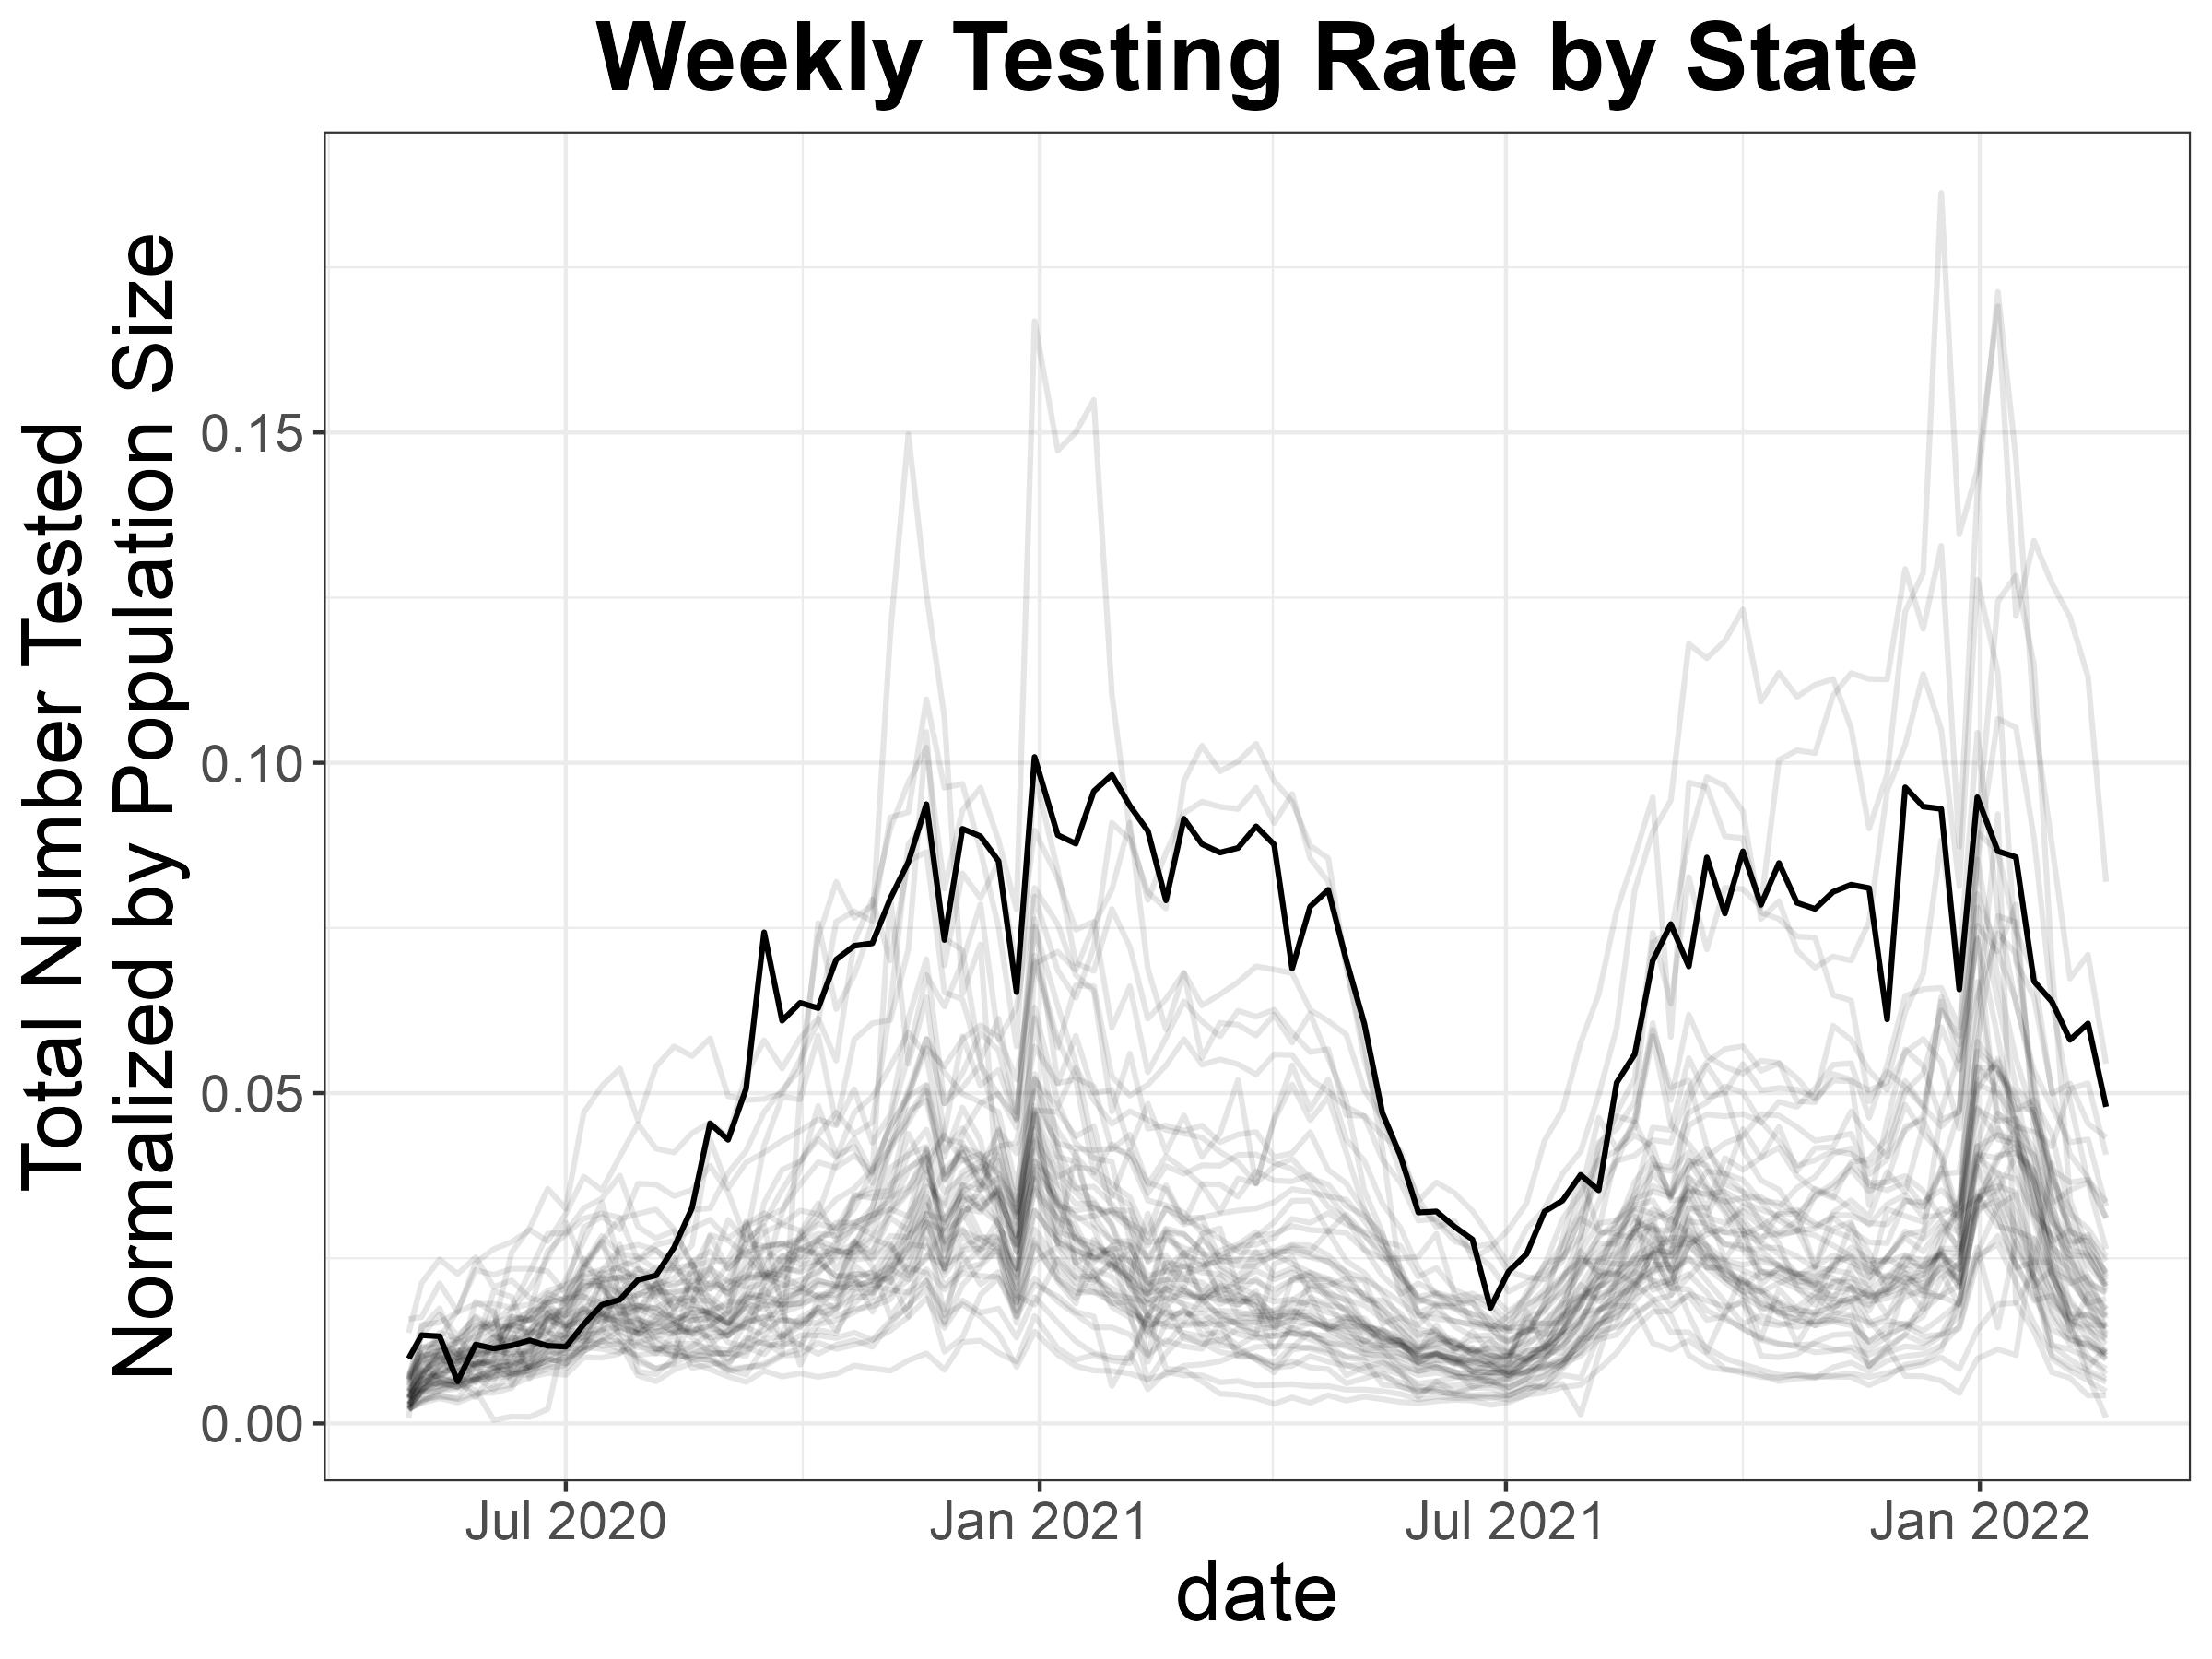 Weekly Testing Rate by State
Total Number Tested
Normalized by Population Size
0.15
0.10
0.05
0.00
Jul 2020
Jan 2021
Jul 2021
Jan 2022
date